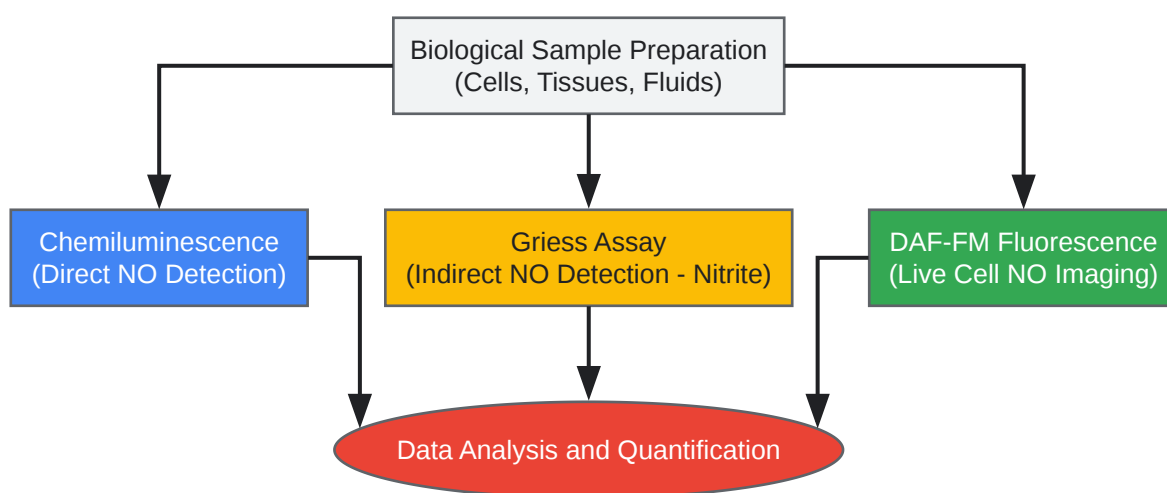 Biological Sample Preparation
(Cells, Tissues, Fluids)
Chemiluminescence
(Direct NO Detection)
Griess Assay
(Indirect NO Detection - Nitrite)
DAF-FM Fluorescence
(Live Cell NO Imaging)
Data Analysis and Quantification